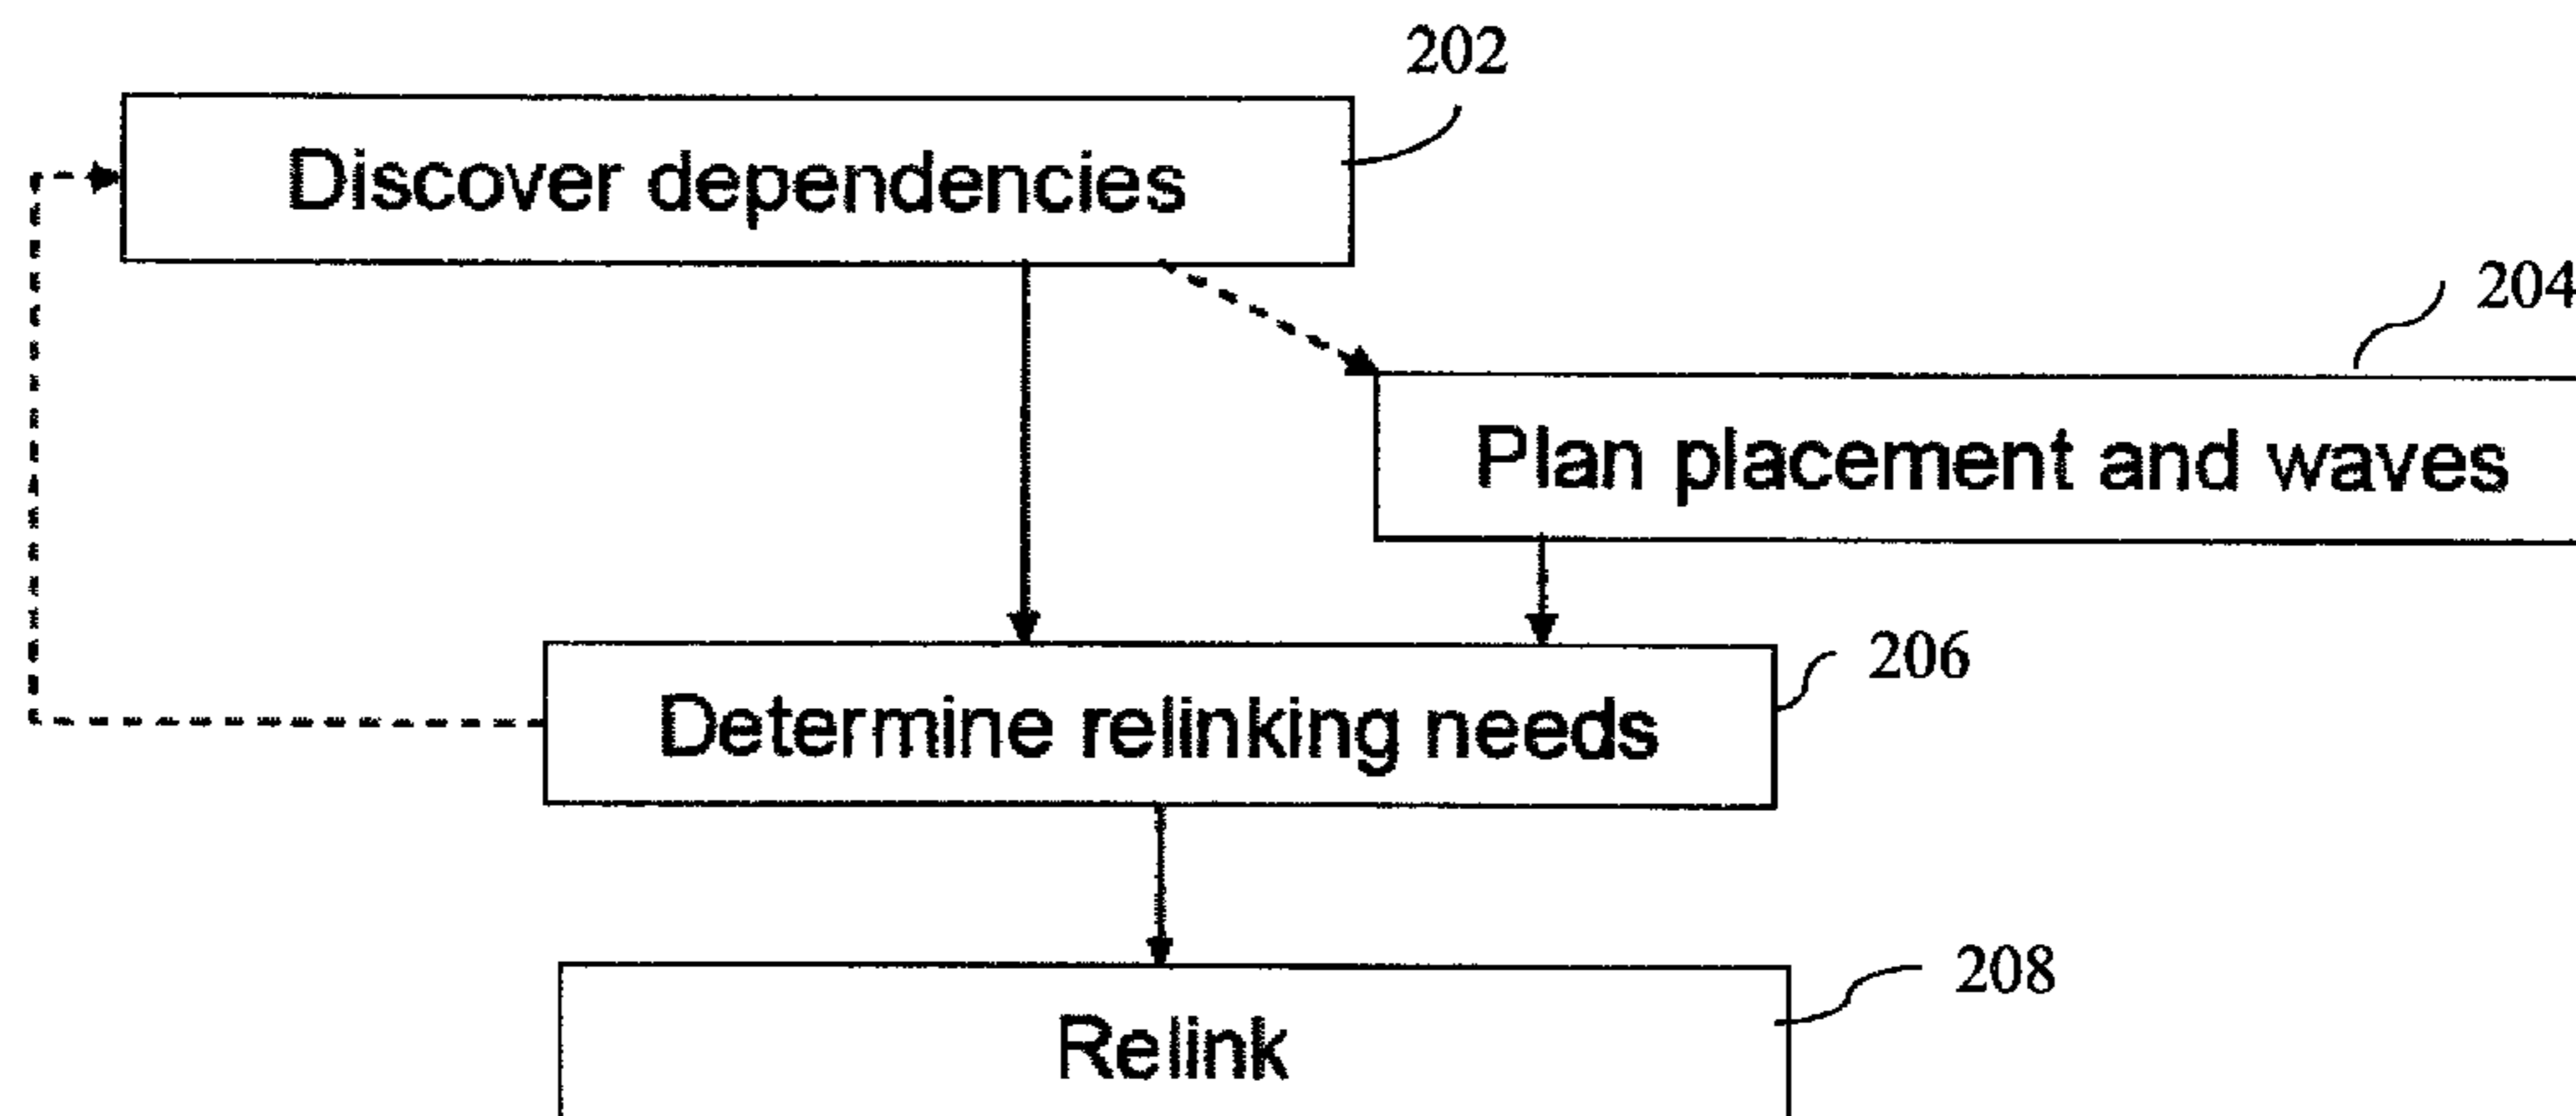 202
Discover dependencies
204
Plan placement and waves
206
Determine relinking needs
208
Relink